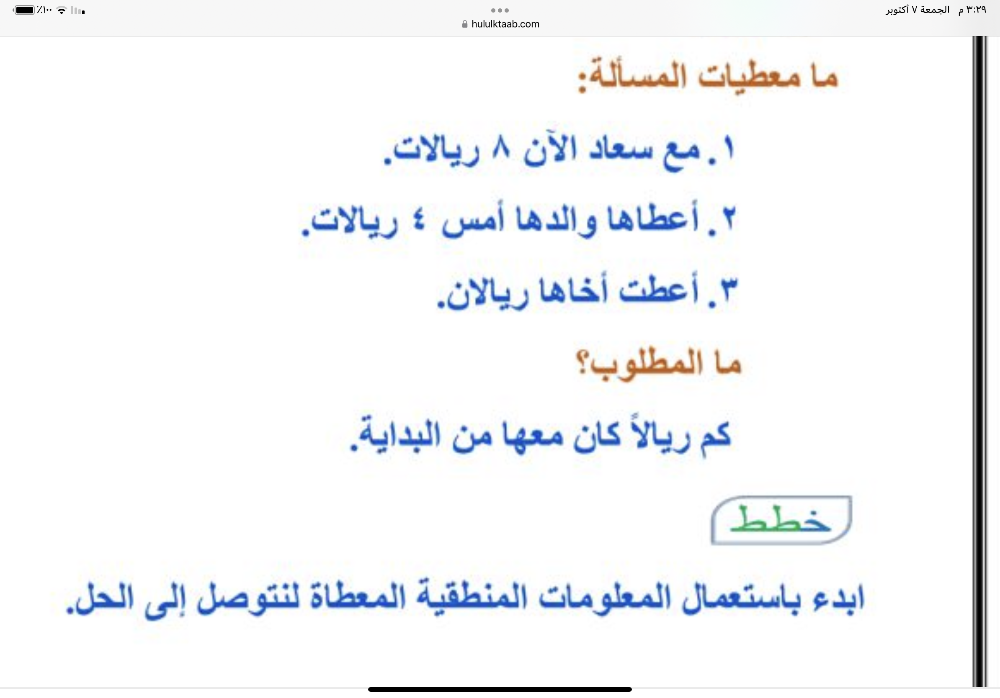 ٣:٢٩ م الجمعة ٧ أكتوبر
٪١٠٠
hululktaab.com
ما معطيات المسألة:
١. مع سعاد الآن ٨ ريالات.
٢. أعطاها والدها أمس ٤ ريالات.
٣. أعطت أخاها ريالان.
ما المطلوب؟
كم ريالاً كان معها من البداية.
خطط
ابدء باستعمال المعلومات المنطقية المعطاة لنتوصل إلى الحل.